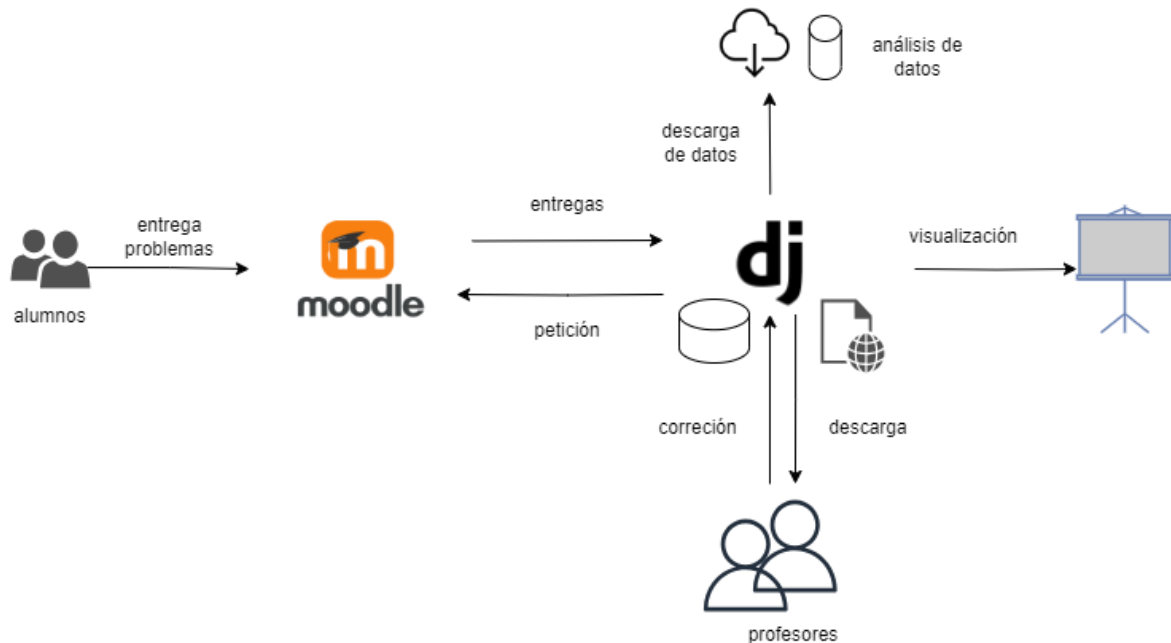 análisis de
datos
descarga
de datos
entrega
problemas
entregas
visualización
dj
moodle
alumnos
petición
correción
descarga
profesores